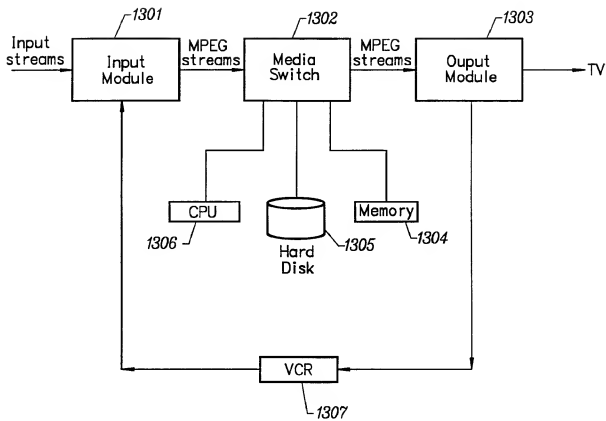 1301
1302
1303
Input
streams
Input
Module
MPEG
streams
Media
Switch
MPEG
streams
Ouput
Module
TV
CPU
1306
Hard
Disk
1305
Memory
1304
VCR
1307